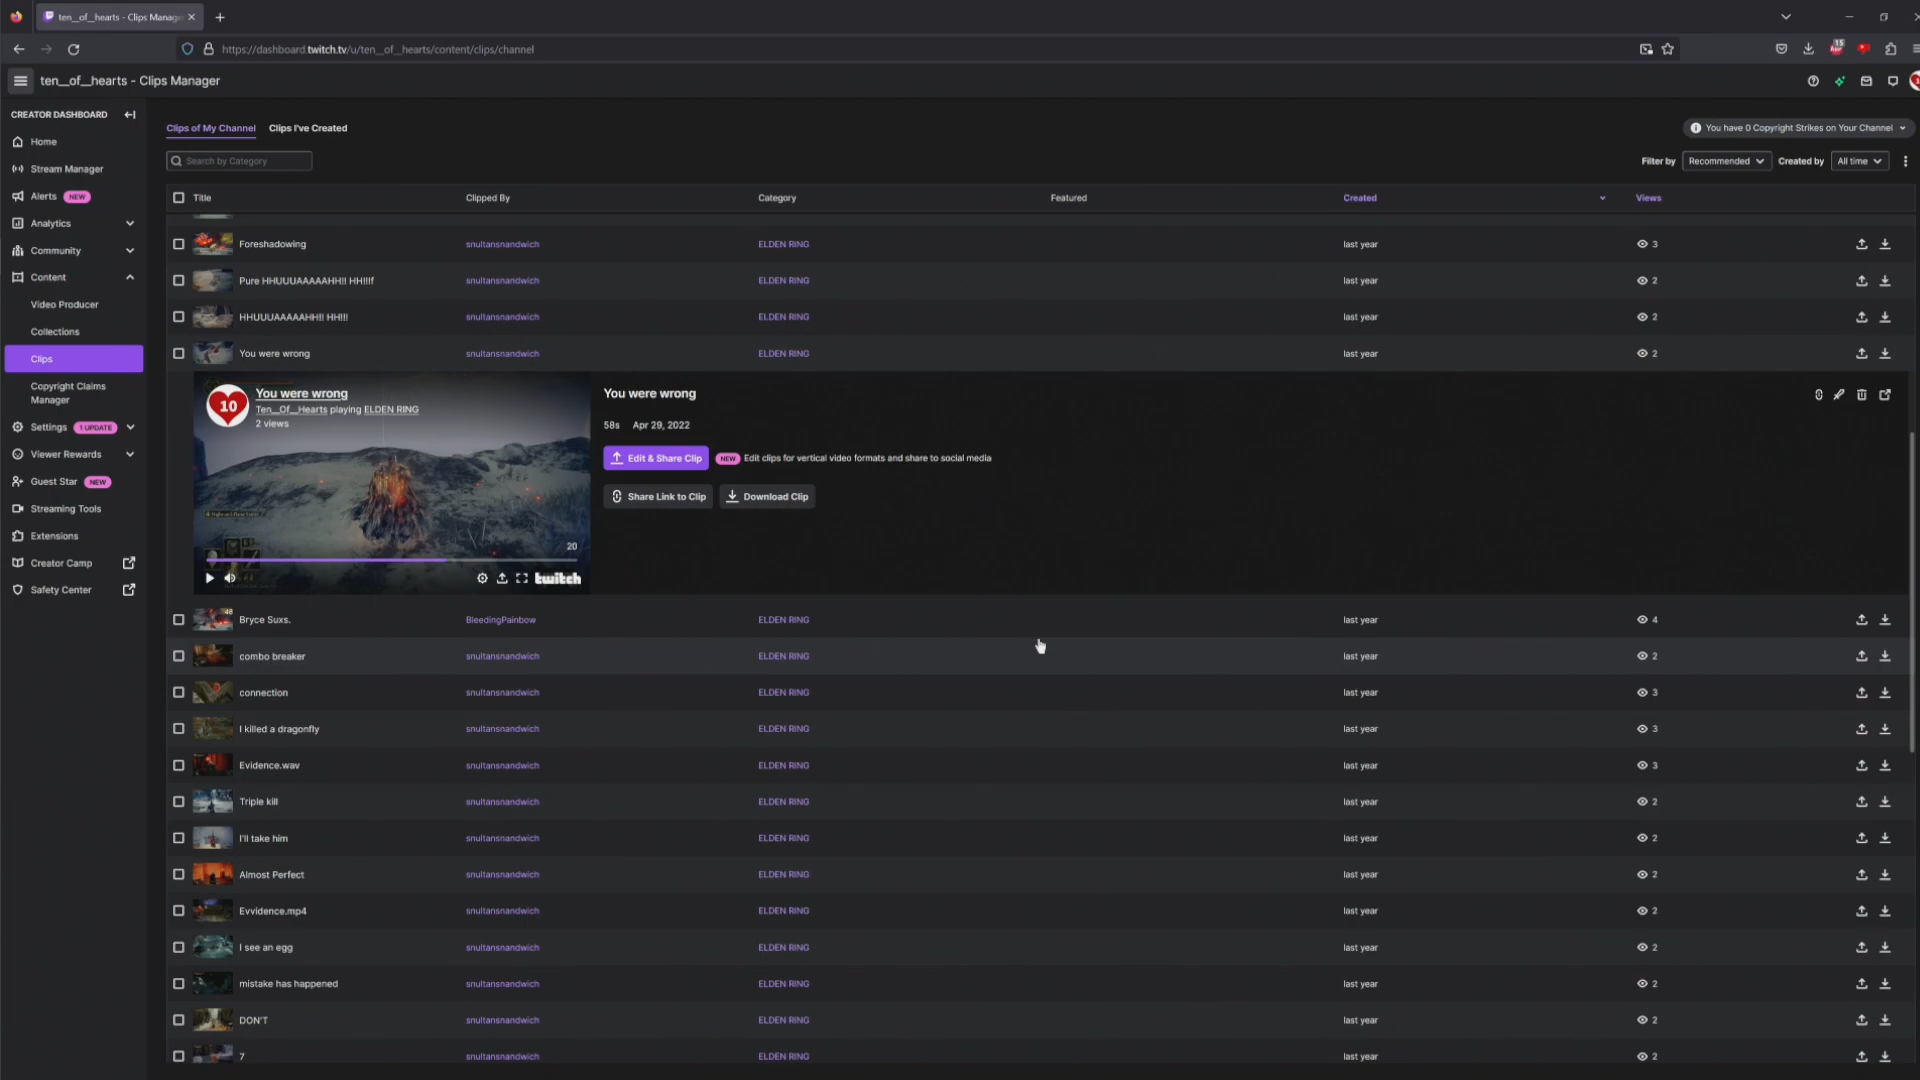 ten__of__hearts - Clips Manage
https://dashboard.twitch.tv/u/ten__of__hearts/content/clips/channel
15
ten__of__hearts - Clips Manager
CREATOR DASHBOARD
Home
Stream Manager
Alerts NEW
Analytics
Community
Content
Video Producer
Collections
Clips
Copyright Claims
Manager
Settings 1 UPDATE
Viewer Rewards
Guest Star NEW
Streaming Tools
Extensions
Creator Camp
Safety Center
Clips of My Channel Clips I've Created
You have 0 Copyright Strikes on Your Channel
Search by Category
Filter by Recommended Created by All time
Title Clipped By Category Featured Created Views
Foreshadowing snultansnandwich ELDEN RING last year 3
Pure HHUUUAAAAAHH!! HH!!!f snultansnandwich ELDEN RING last year 2
HHUUUAAAAAHH!! HH!!! snultansnandwich ELDEN RING last year 2
You were wrong snultansnandwich ELDEN RING last year 2
10
You were wrong
Ten__Of__Hearts playing ELDEN RING
2 views
20
twitch
You were wrong
58s Apr 29, 2022
Edit & Share Clip NEW Edit clips for vertical video formats and share to social media
Share Link to Clip Download Clip
Bryce Suxs. BleedingPainbow ELDEN RING last year 4
combo breaker snultansnandwich ELDEN RING last year 2
connection snultansnandwich ELDEN RING last year 3
I killed a dragonfly snultansnandwich ELDEN RING last year 3
Evidence.wav snultansnandwich ELDEN RING last year 3
Triple kill snultansnandwich ELDEN RING last year 2
I'll take him snultansnandwich ELDEN RING last year 2
Almost Perfect snultansnandwich ELDEN RING last year 2
Evvidence.mp4 snultansnandwich ELDEN RING last year 2
I see an egg snultansnandwich ELDEN RING last year 2
mistake has happened snultansnandwich ELDEN RING last year 2
DON'T snultansnandwich ELDEN RING last year 2
7 snultansnandwich ELDEN RING last year 2